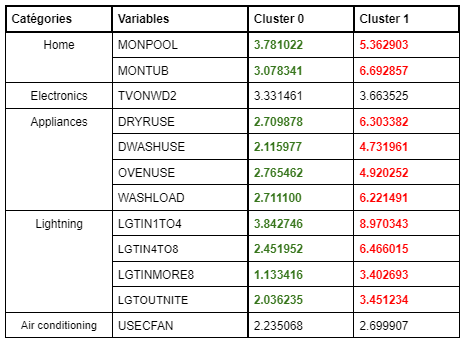 Catégories Variables Cluster 0 Cluster 1
Home MONPOOL 3.781022 5.362903
MONTUB 3.078341 6.692857
Electronics TVONWD2 3.331461 3.663525
Appliances DRYRUSE 2.709878 6.303382
DWASHUSE 2.115977 4.731961
OVENUSE 2.765462 4.920252
WASHLOAD 2.711100 6.221491
Lightning LGTIN1TO4 3.842746 8.970343
LGTIN4TO8 2.451952 6.466015
LGTINMORE8 1.133416 3.402693
LGTOUTNITE 2.036235 3.451234
Air conditioning USECFAN 2.235068 2.699907